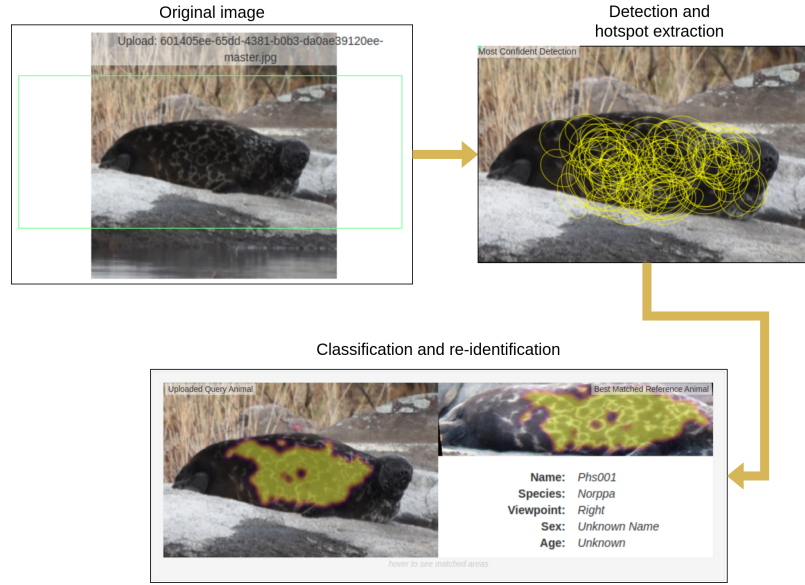 Original image
Upload: 601405ee-65dd-4381-b0b3-da0ae39120ee-
master.jpg
Detection and
hotspot extraction
Most Confident Detection
Classification and re-identification
Uploaded Query Animal
Best Matched Reference Animal
Name: Phs001
Species: Norppa
Viewpoint: Right
Sex: Unknown Name
Age: Unknown
hover to see matched areas